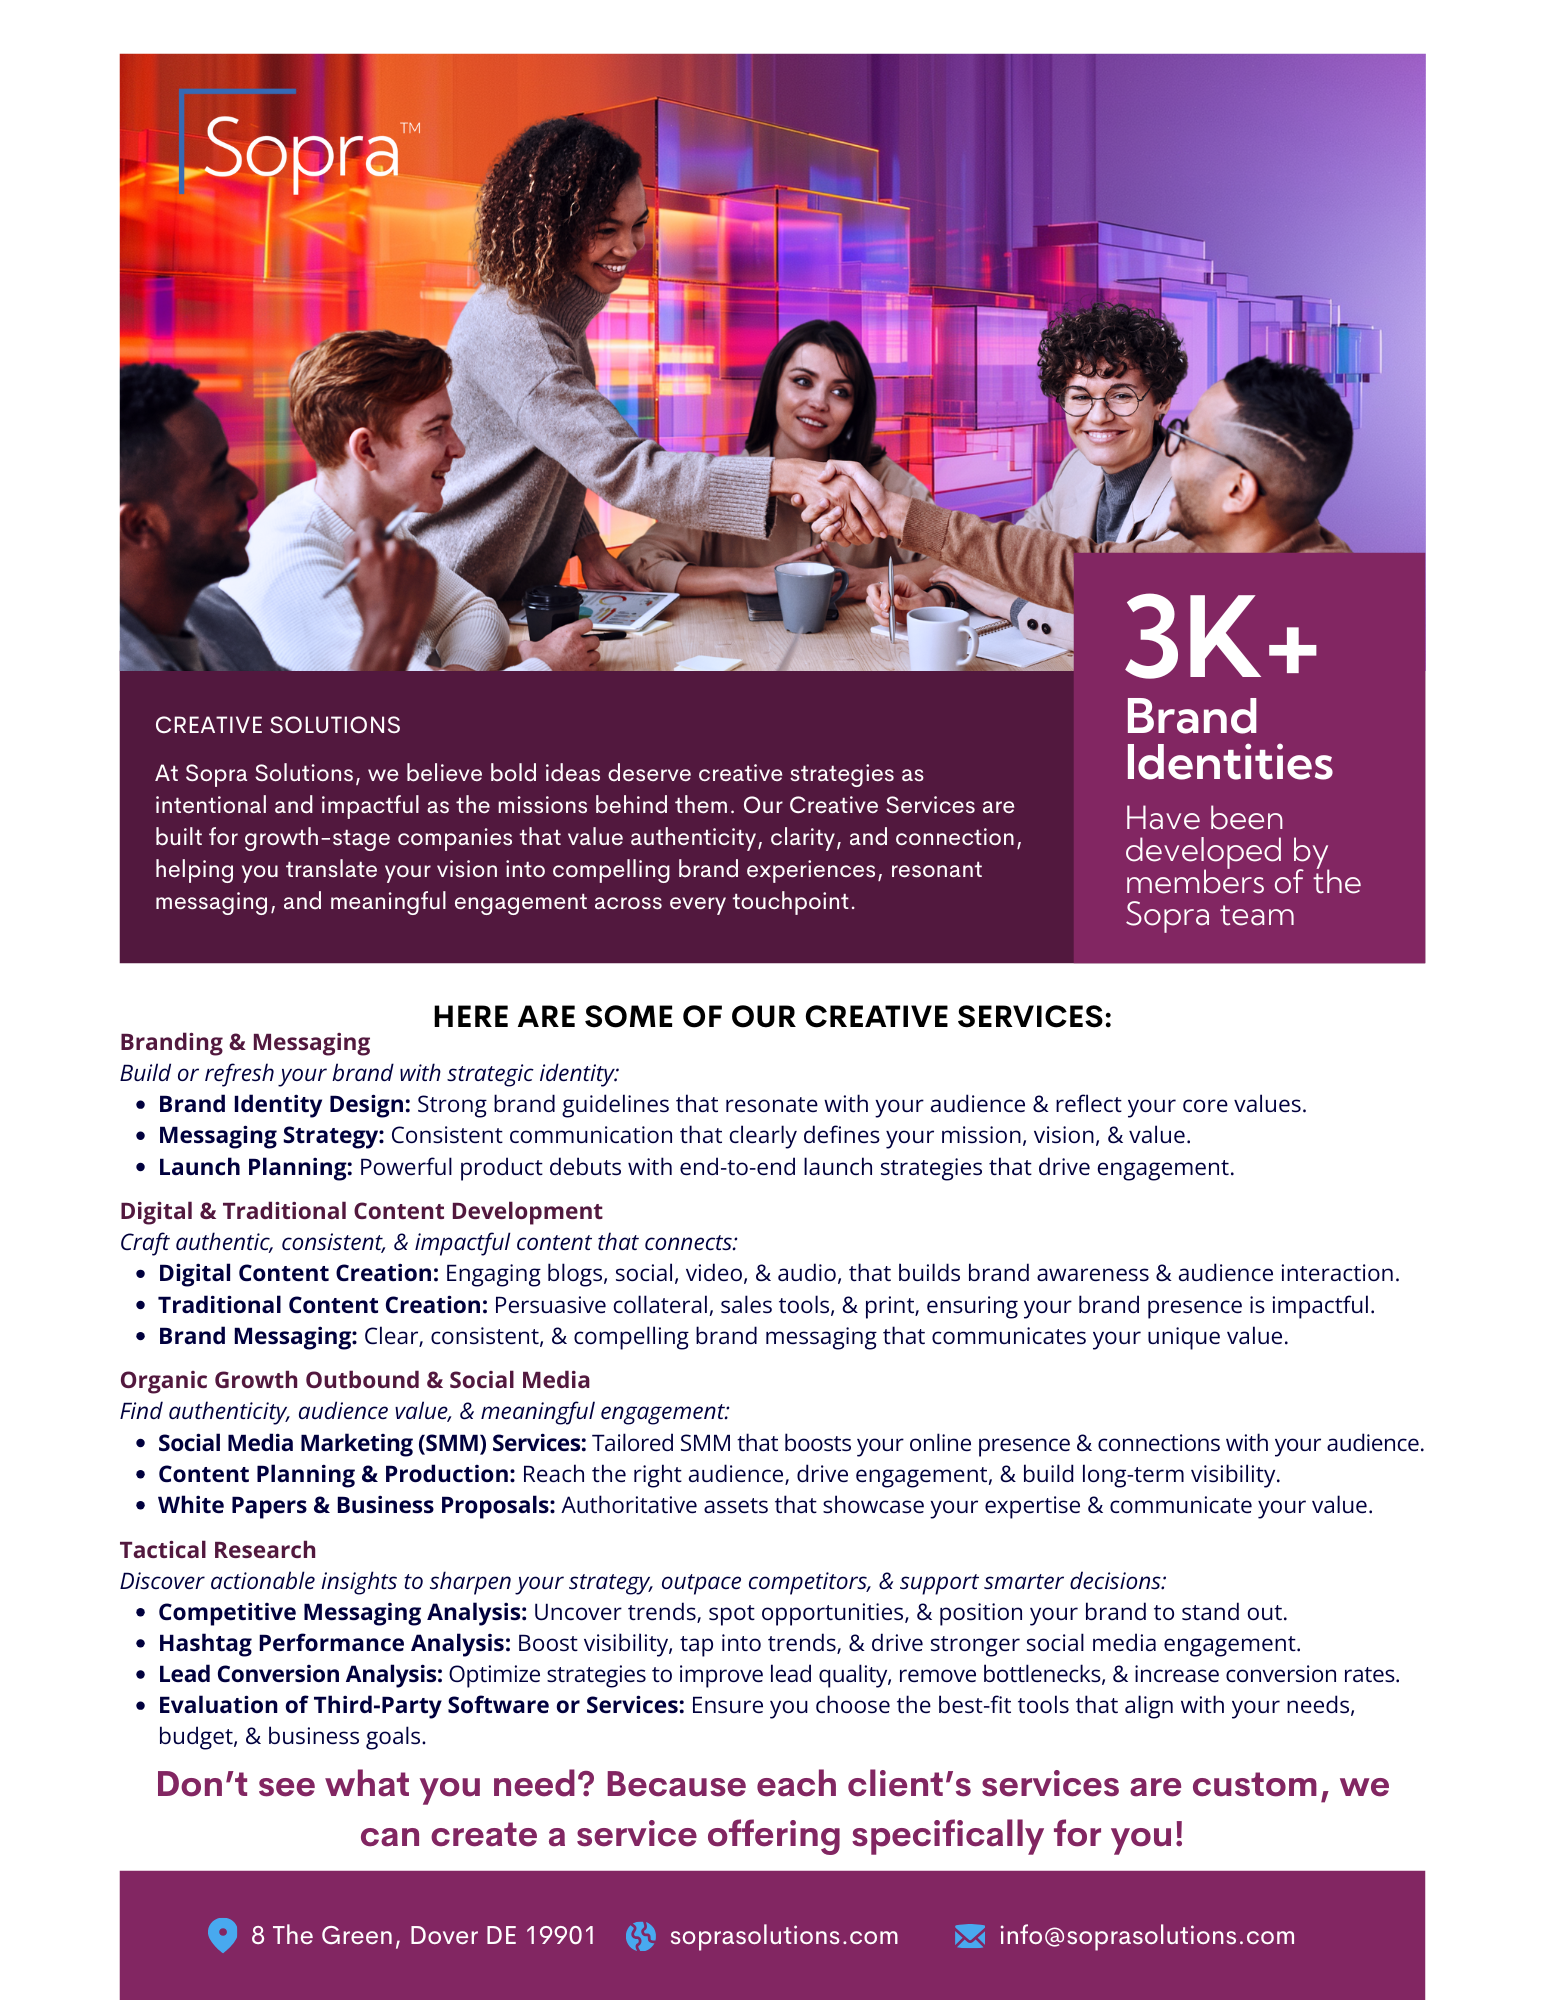 Sopra™
CREATIVE SOLUTIONS
At Sopra Solutions, we believe bold ideas deserve creative strategies as
intentional and impactful as the missions behind them. Our Creative Services are
built for growth-stage companies that value authenticity, clarity, and connection,
helping you translate your vision into compelling brand experiences, resonant
messaging, and meaningful engagement across every touchpoint.
3K+
Brand
Identities
Have been
developed by
members of the
Sopra team
HERE ARE SOME OF OUR CREATIVE SERVICES:
Branding & Messaging
Build or refresh your brand with strategic identity:
• Brand Identity Design: Strong brand guidelines that resonate with your audience & reflect your core values.
• Messaging Strategy: Consistent communication that clearly defines your mission, vision, & value.
• Launch Planning: Powerful product debuts with end-to-end launch strategies that drive engagement.
Digital & Traditional Content Development
Craft authentic, consistent, & impactful content that connects:
• Digital Content Creation: Engaging blogs, social, video, & audio, that builds brand awareness & audience interaction.
• Traditional Content Creation: Persuasive collateral, sales tools, & print, ensuring your brand presence is impactful.
• Brand Messaging: Clear, consistent, & compelling brand messaging that communicates your unique value.
Organic Growth Outbound & Social Media
Find authenticity, audience value, & meaningful engagement:
• Social Media Marketing (SMM) Services: Tailored SMM that boosts your online presence & connections with your audience.
• Content Planning & Production: Reach the right audience, drive engagement, & build long-term visibility.
• White Papers & Business Proposals: Authoritative assets that showcase your expertise & communicate your value.
Tactical Research
Discover actionable insights to sharpen your strategy, outpace competitors, & support smarter decisions:
• Competitive Messaging Analysis: Uncover trends, spot opportunities, & position your brand to stand out.
• Hashtag Performance Analysis: Boost visibility, tap into trends, & drive stronger social media engagement.
• Lead Conversion Analysis: Optimize strategies to improve lead quality, remove bottlenecks, & increase conversion rates.
• Evaluation of Third-Party Software or Services: Ensure you choose the best-fit tools that align with your needs,
budget, & business goals.
Don’t see what you need? Because each client’s services are custom, we
can create a service offering specifically for you!
8 The Green, Dover DE 19901 soprasolutions.com info@soprasolutions.com